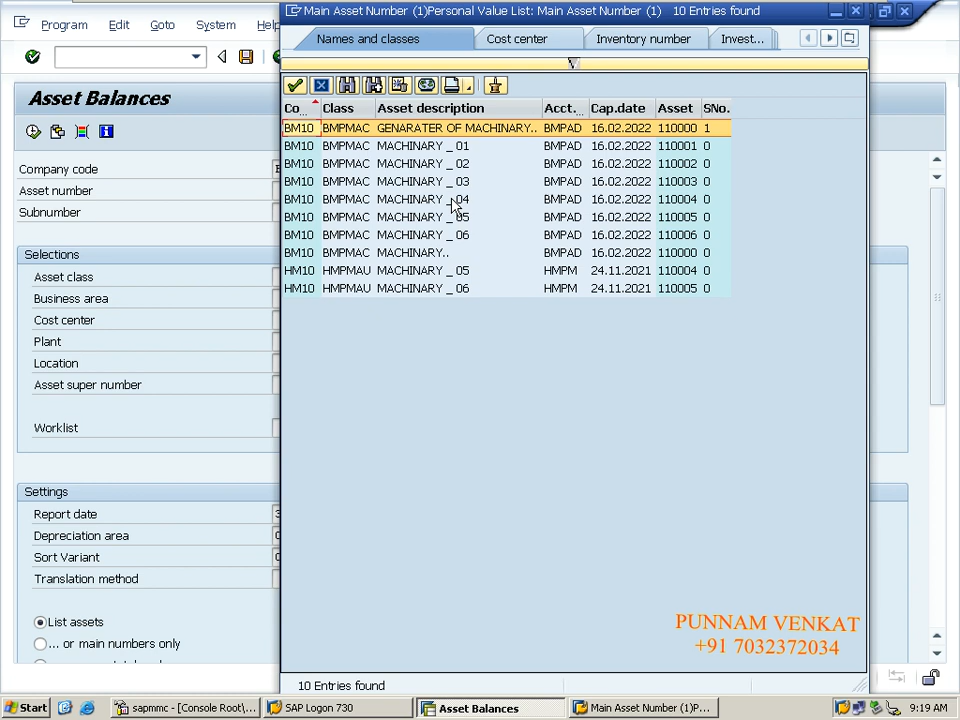 Main Asset Number (1)Personal Value List: Main Asset Number (1) 10 Entries found
Program Edit Goto System Help
Names and classes Cost center Inventory number Invest...
Asset Balances
Co... Class Asset description Acct... Cap.date Asset SNo.
BM10 BMPMAC GENARATER OF MACHINARY.. BMPAD 16.02.2022 110000 1
BM10 BMPMAC MACHINARY _ 01 BMPAD 16.02.2022 110001 0
BM10 BMPMAC MACHINARY _ 02 BMPAD 16.02.2022 110002 0
BM10 BMPMAC MACHINARY _ 03 BMPAD 16.02.2022 110003 0
BM10 BMPMAC MACHINARY _ 04 BMPAD 16.02.2022 110004 0
BM10 BMPMAC MACHINARY _ 05 BMPAD 16.02.2022 110005 0
BM10 BMPMAC MACHINARY _ 06 BMPAD 16.02.2022 110006 0
BM10 BMPMAC MACHINARY.. BMPAD 16.02.2022 110000 0
HM10 HMPMAU MACHINARY _ 05 HMPM 24.11.2021 110004 0
HM10 HMPMAU MACHINARY _ 06 HMPM 24.11.2021 110005 0
Company code
Asset number
Subnumber
Selections
Asset class
Business area
Cost center
Plant
Location
Asset super number
Worklist
Settings
Report date
Depreciation area
Sort Variant
Translation method
List assets
... or main numbers only
PUNNAM VENKAT
+91 7032372034
10 Entries found
Start sapmmc - [Console Root\... SAP Logon 730 Asset Balances Main Asset Number (1)P... 9:19 AM